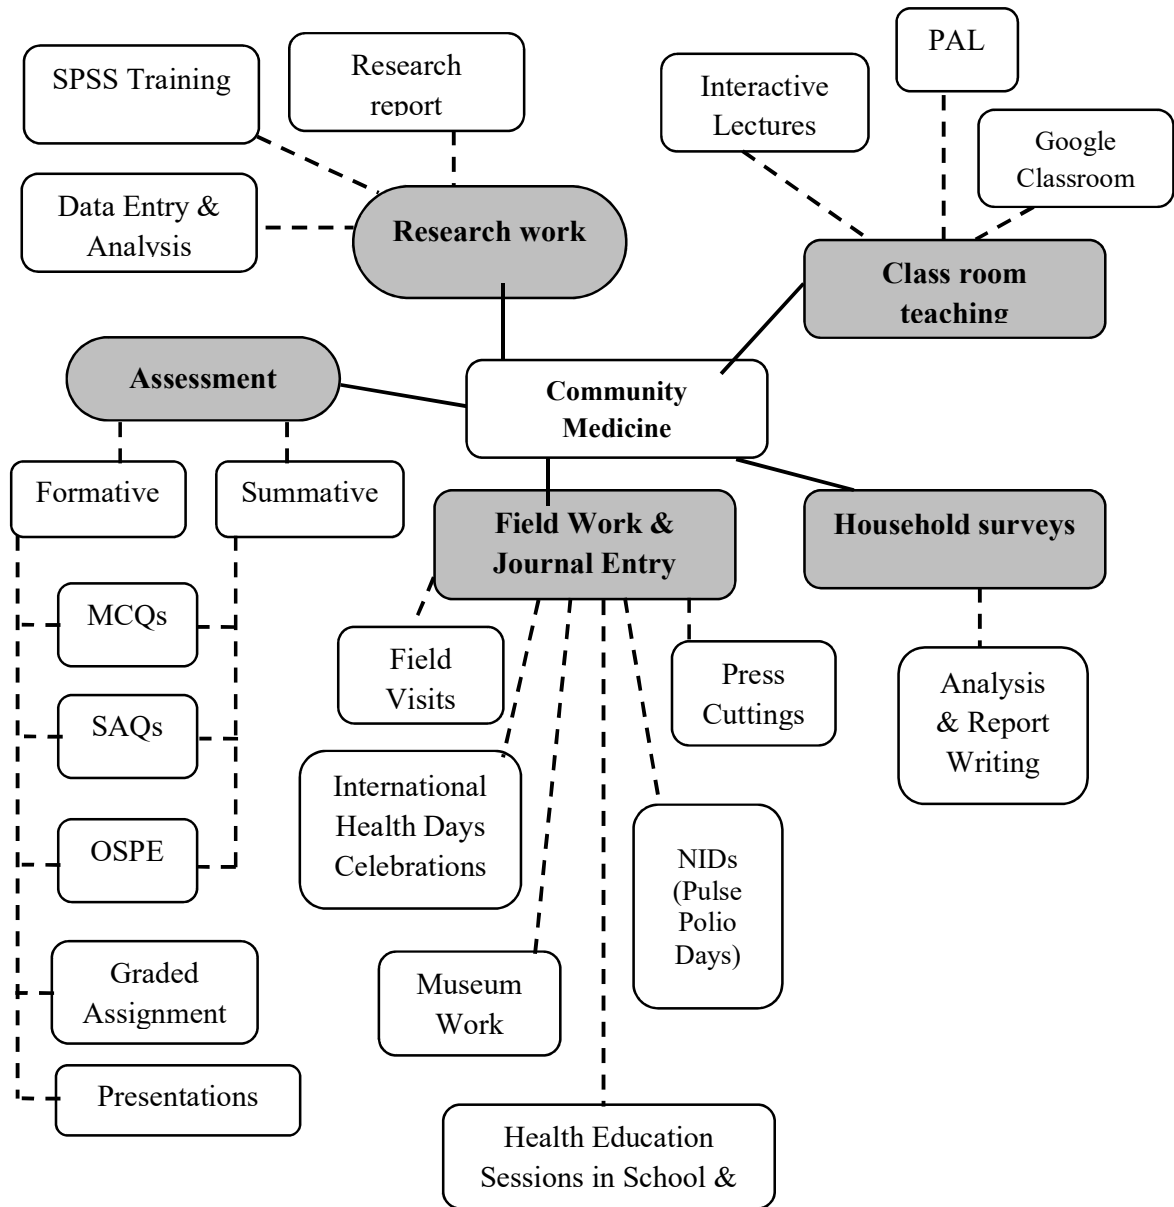 SPSS Training
Research
report
Data Entry &
Analysis
Research work
PAL
Interactive
Lectures
Google
Classroom
Class room
teaching
Assessment
Community
Medicine
Formative
Summative
MCQs
SAQs
OSPE
Graded
Assignment
Presentations
Field Work &
Journal Entry
Field
Visits
International
Health Days
Celebrations
Museum
Work
Health Education
Sessions in School &
NIDs
(Pulse
Polio
Days)
Press
Cuttings
Household surveys
Analysis
& Report
Writing